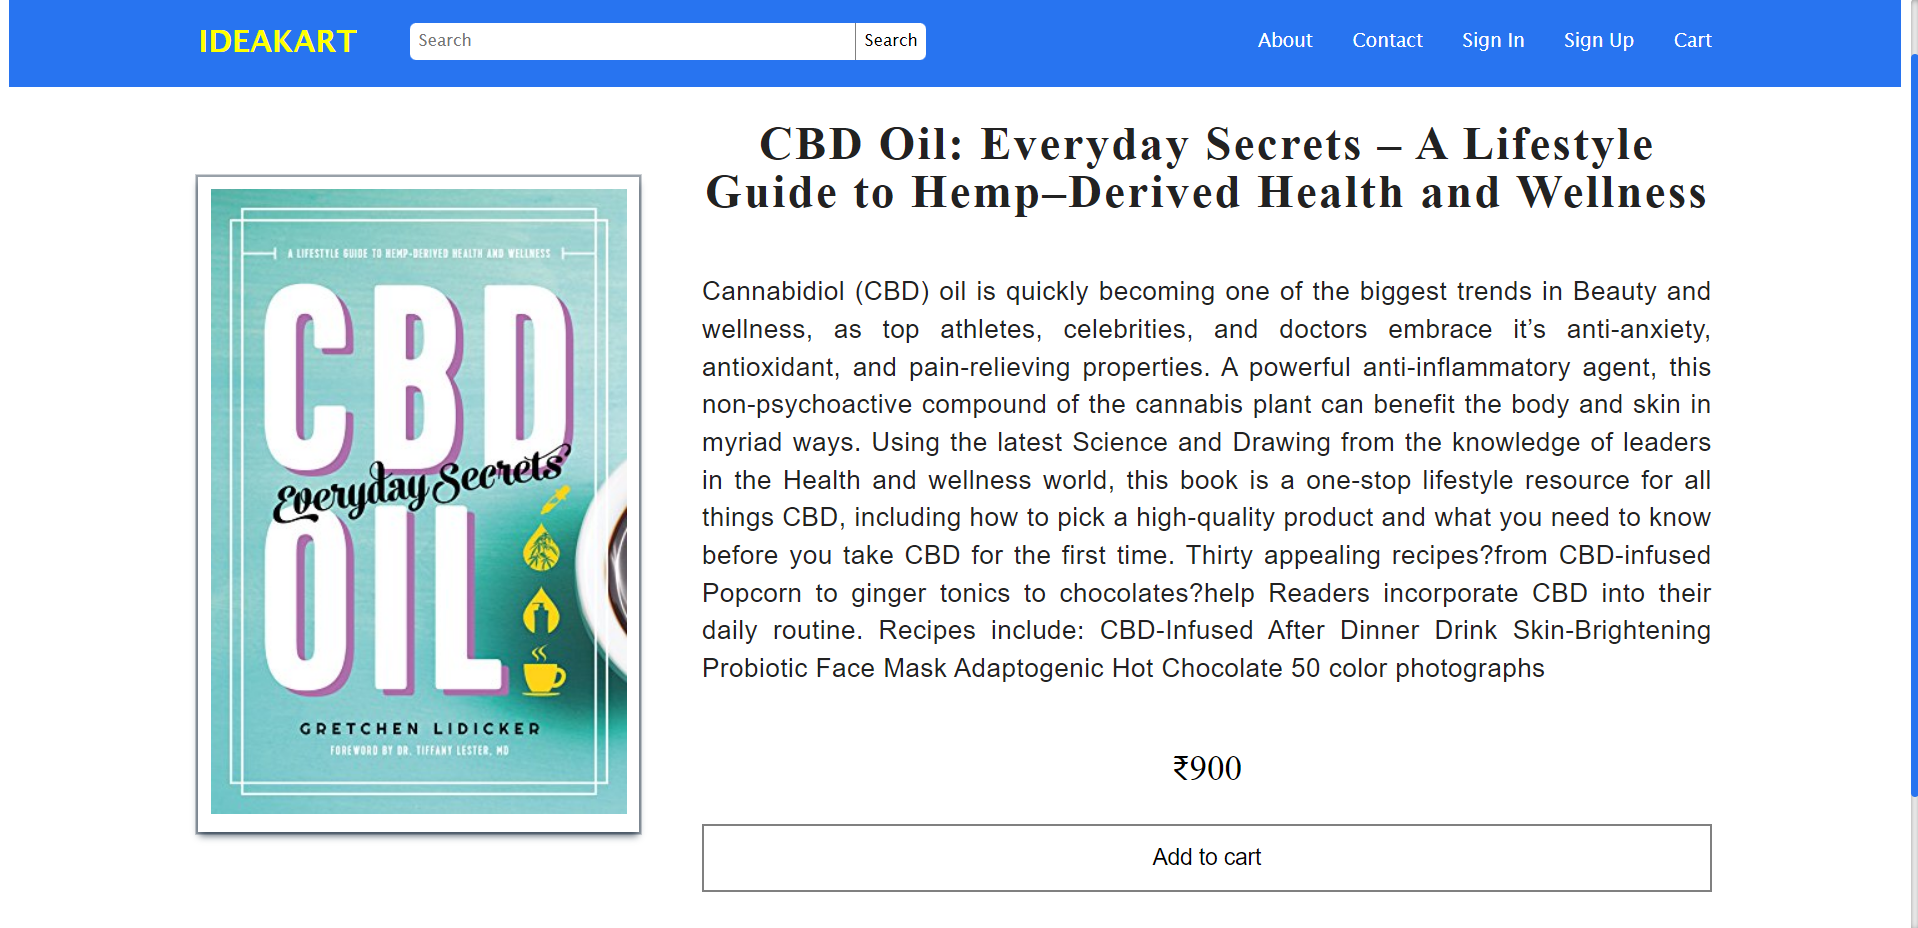 IDEAKART
Search
Search
About
Contact
Sign In
Sign Up
Cart
A LIFESTYLE GUIDE TO HEMP-DERIVED HEALTH AND WELLNESS
CBD
Everyday Secrets
OIL
GRETCHEN LIDICKER
FOREWORD BY DR. TIFFANY LESTER, MD
CBD Oil: Everyday Secrets – A Lifestyle
Guide to Hemp–Derived Health and Wellness
Cannabidiol (CBD) oil is quickly becoming one of the biggest trends in Beauty and
wellness, as top athletes, celebrities, and doctors embrace it’s anti-anxiety,
antioxidant, and pain-relieving properties. A powerful anti-inflammatory agent, this
non-psychoactive compound of the cannabis plant can benefit the body and skin in
myriad ways. Using the latest Science and Drawing from the knowledge of leaders
in the Health and wellness world, this book is a one-stop lifestyle resource for all
things CBD, including how to pick a high-quality product and what you need to know
before you take CBD for the first time. Thirty appealing recipes?from CBD-infused
Popcorn to ginger tonics to chocolates?help Readers incorporate CBD into their
daily routine. Recipes include: CBD-Infused After Dinner Drink Skin-Brightening
Probiotic Face Mask Adaptogenic Hot Chocolate 50 color photographs
₹900
Add to cart